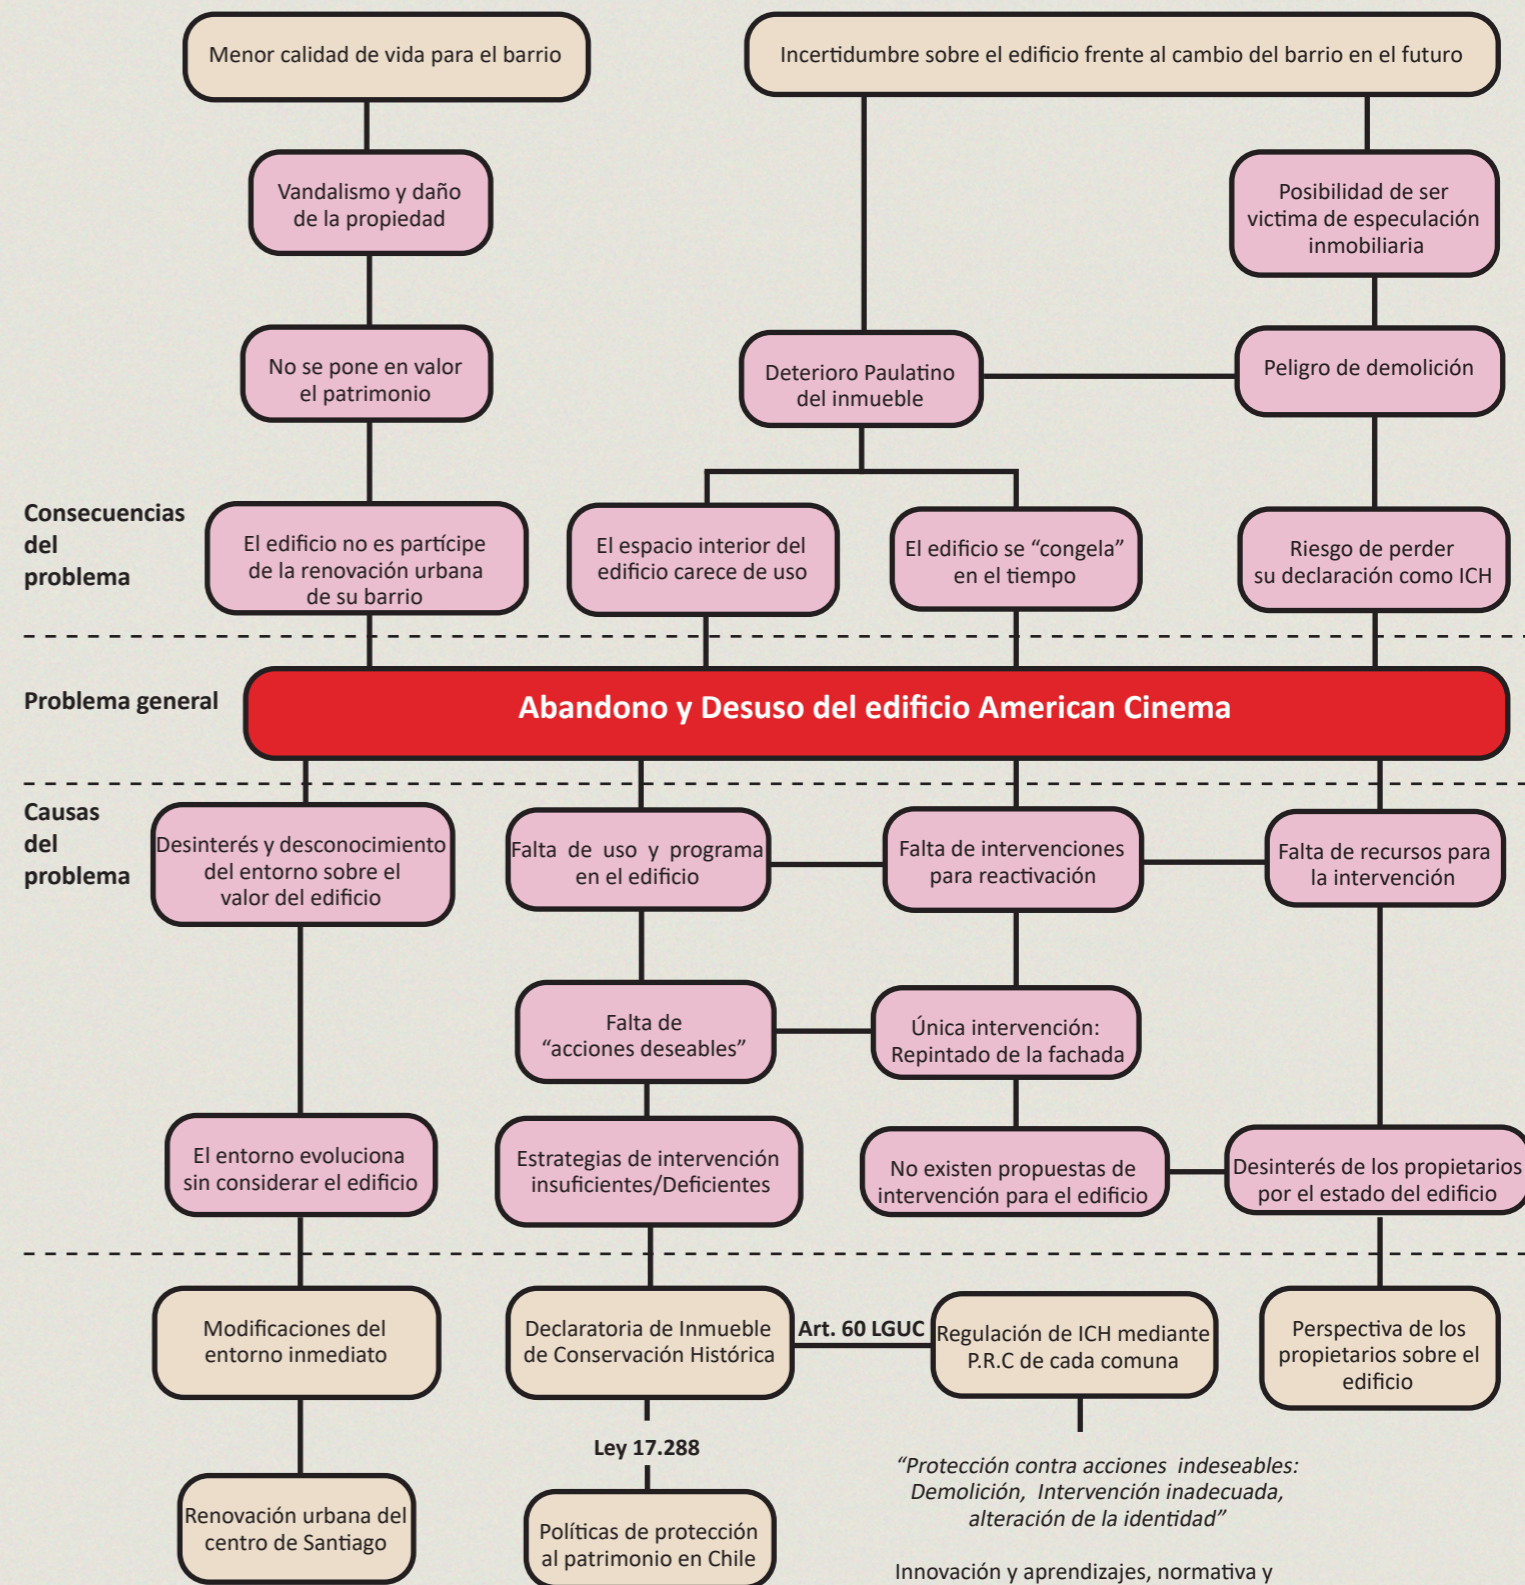 Menor calidad de vida para el barrio
Incertidumbre sobre el edificio frente al cambio del barrio en el futuro
Vandalismo y daño
de la propiedad
Posibilidad de ser
victima de especulación
inmobiliaria
No se pone en valor
el patrimonio
Deterioro Paulatino
del inmueble
Peligro de demolición
Consecuencias
del
problema
El edificio no es partícipe
de la renovación urbana
de su barrio
El espacio interior del
edificio carece de uso
El edificio se “congela”
en el tiempo
Riesgo de perder
su declaración como ICH
Problema general
Abandono y Desuso del edificio American Cinema
Causas
del
problema
Desinterés y desconocimiento
del entorno sobre el
valor del edificio
Falta de uso y programa
en el edificio
Falta de intervenciones
para reactivación
Falta de recursos para
la intervención
Falta de
“acciones deseables”
Única intervención:
Repintado de la fachada
El entorno evoluciona
sin considerar el edificio
Estrategias de intervención
insuficientes/Deficientes
No existen propuestas de
intervención para el edificio
Desinterés de los propietarios
por el estado del edificio
Modificaciones del
entorno inmediato
Declaratoria de Inmueble
de Conservación Histórica
Art. 60 LGUC
Regulación de ICH mediante
P.R.C de cada comuna
Perspectiva de los
propietarios sobre el
edificio
Ley 17.288
Renovación urbana del
centro de Santiago
Políticas de protección
al patrimonio en Chile
“Protección contra acciones indeseables:
Demolición, Intervención inadecuada,
alteración de la identidad”
Innovación y aprendizajes, normativa y